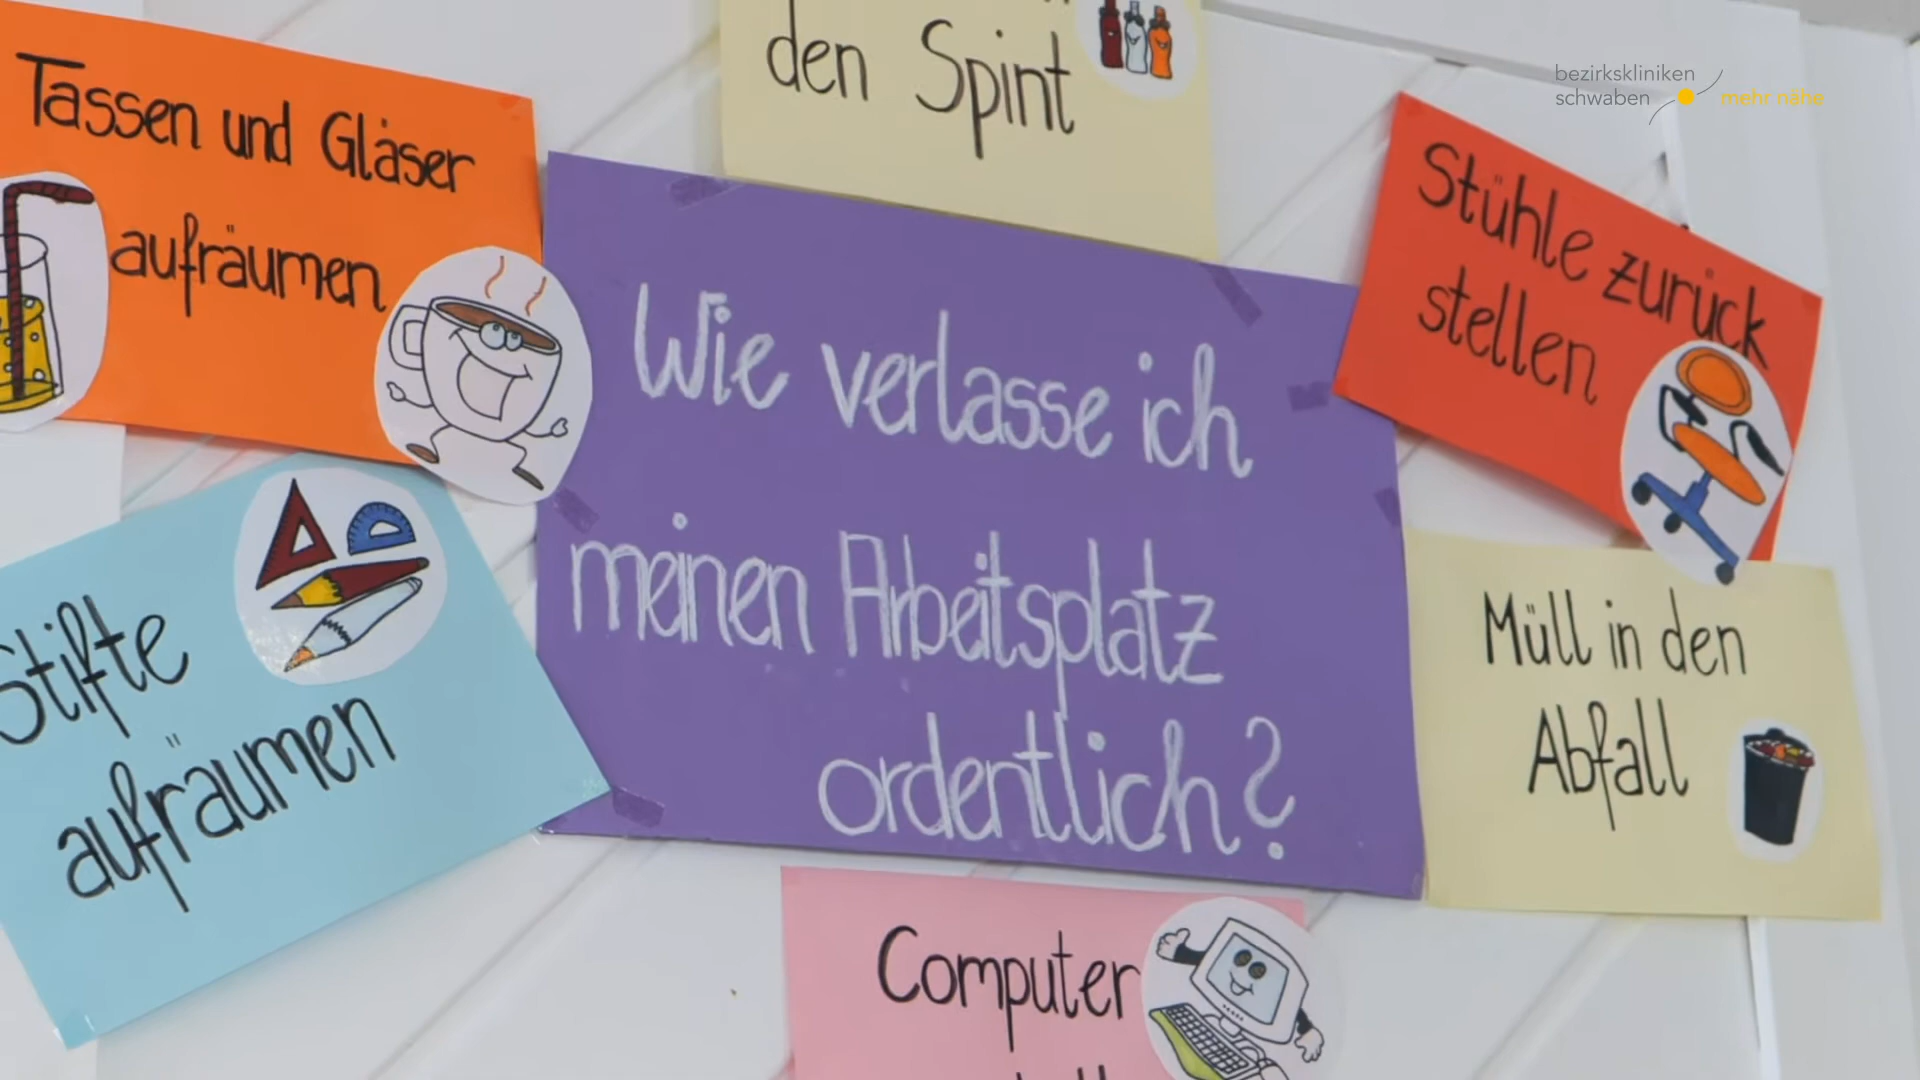 Tassen und Gläser
aufräumen
den Spint
bezirkskliniken
schwaben mehr nähe
Stühle zurück
stellen
Wie verlasse ich
meinen Arbeitsplatz
ordentlich?
Stifte
aufräumen
Müll in den
Abfall
Computer